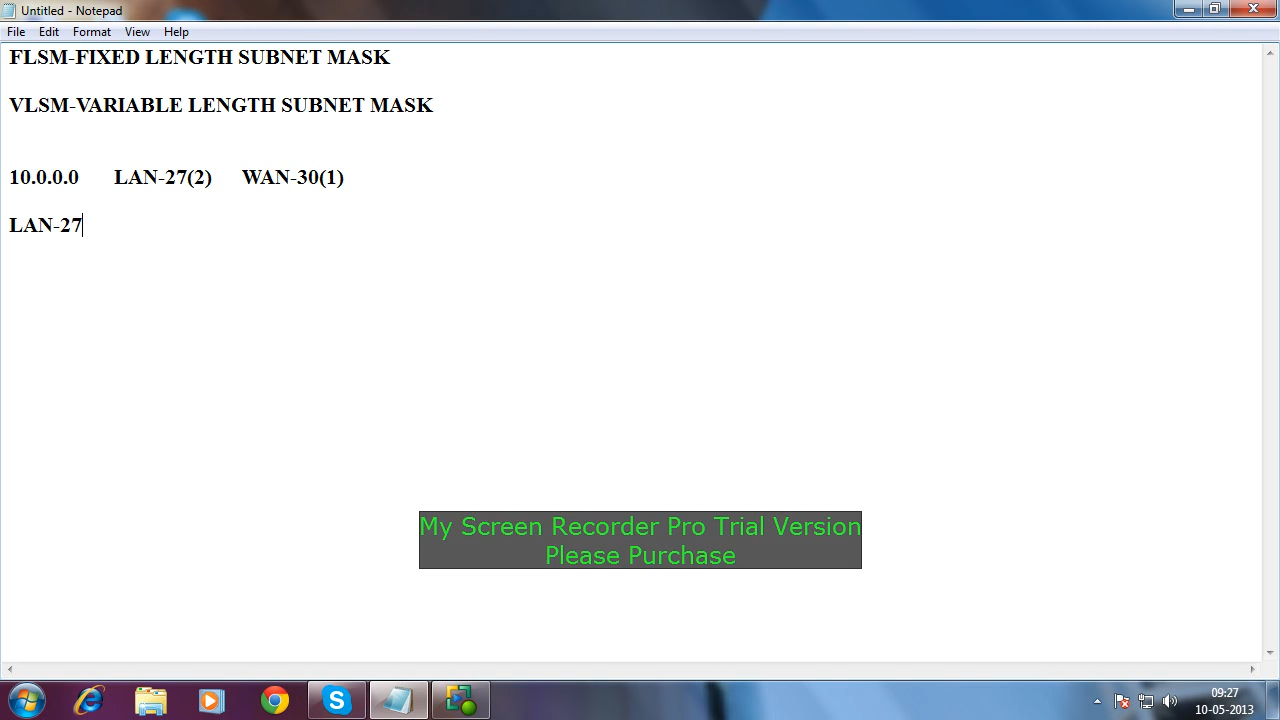 Untitled - Notepad
File Edit Format View Help
FLSM-FIXED LENGTH SUBNET MASK
VLSM-VARIABLE LENGTH SUBNET MASK
10.0.0.0 LAN-27(2) WAN-30(1)
LAN-27
My Screen Recorder Pro Trial Version
Please Purchase
09:27
10-05-2013